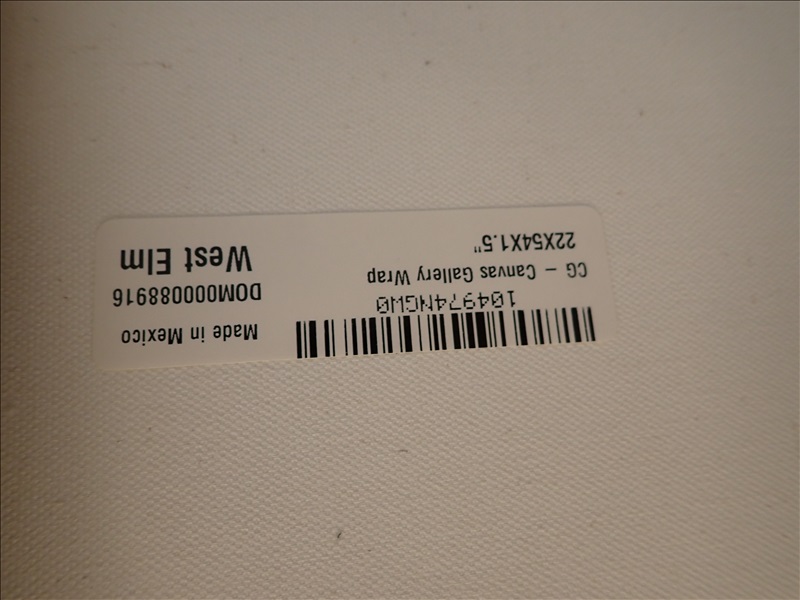 104974NGW0
CG – Canvas Gallery Wrap
22X54X1.5"
Made in Mexico
DOM000088916
West Elm